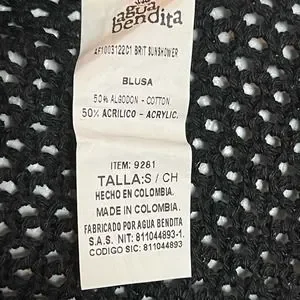 agua
bendita
AF1003122C1 BRIT SUNSHOWER
BLUSA
50% ALGODON - COTTON
50% ACRILICO - ACRYLIC.
ITEM: 9281
TALLA:S / CH
HECHO EN COLOMBIA.
MADE IN COLOMBIA.
FABRICADO POR AGUA BENDITA
S.A.S. NIT: 811044893-1.
CODIGO SIC: 811044893